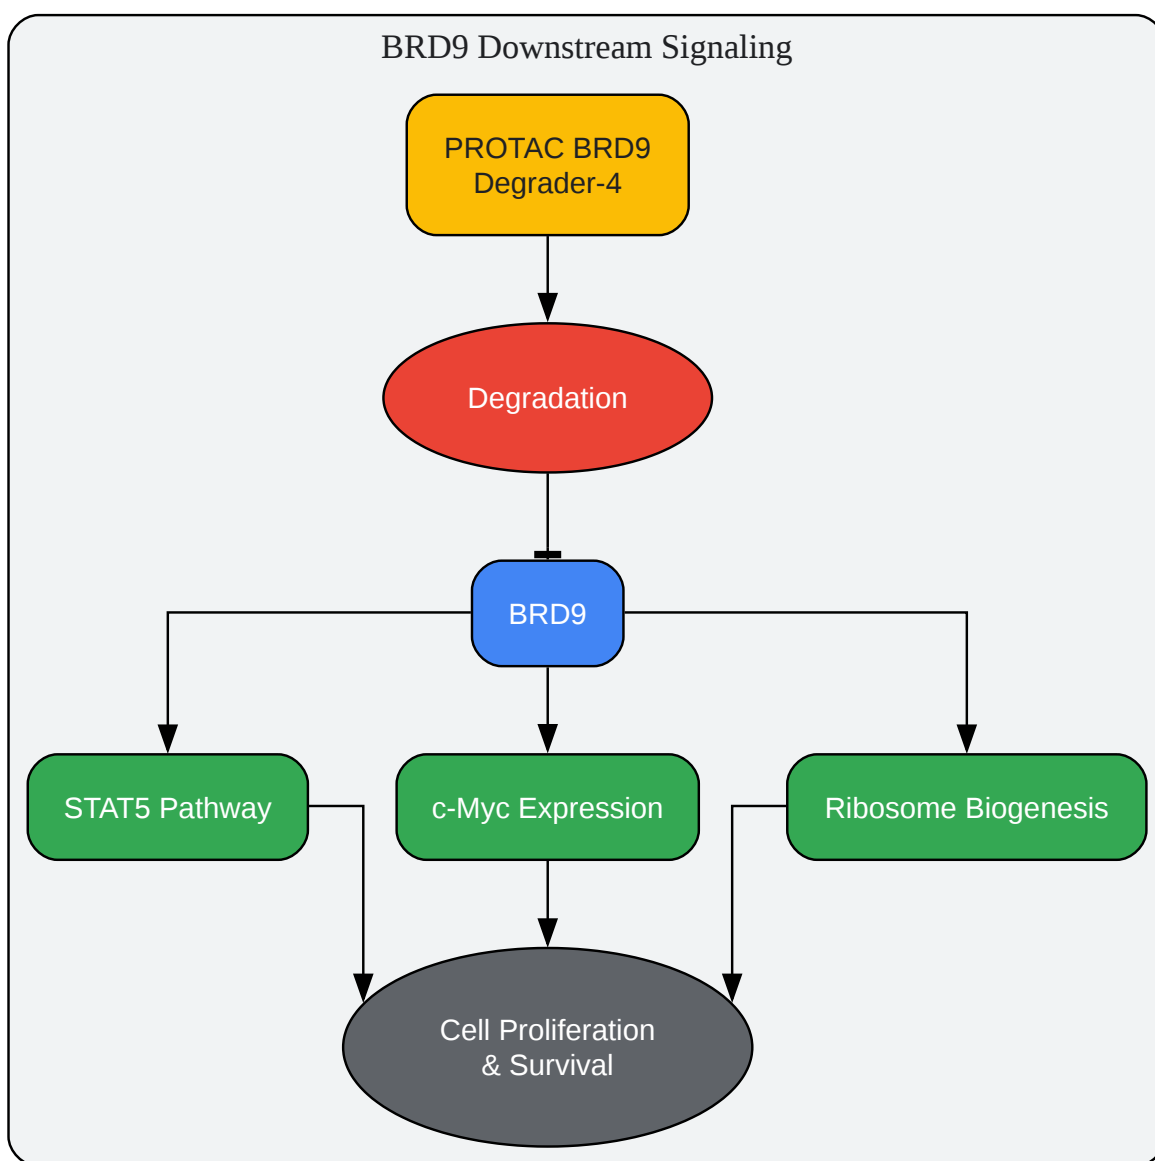 BRD9 Downstream Signaling
PROTAC BRD9
Degrader-4
Degradation
BRD9
STAT5 Pathway
c-Myc Expression
Ribosome Biogenesis
Cell Proliferation
& Survival